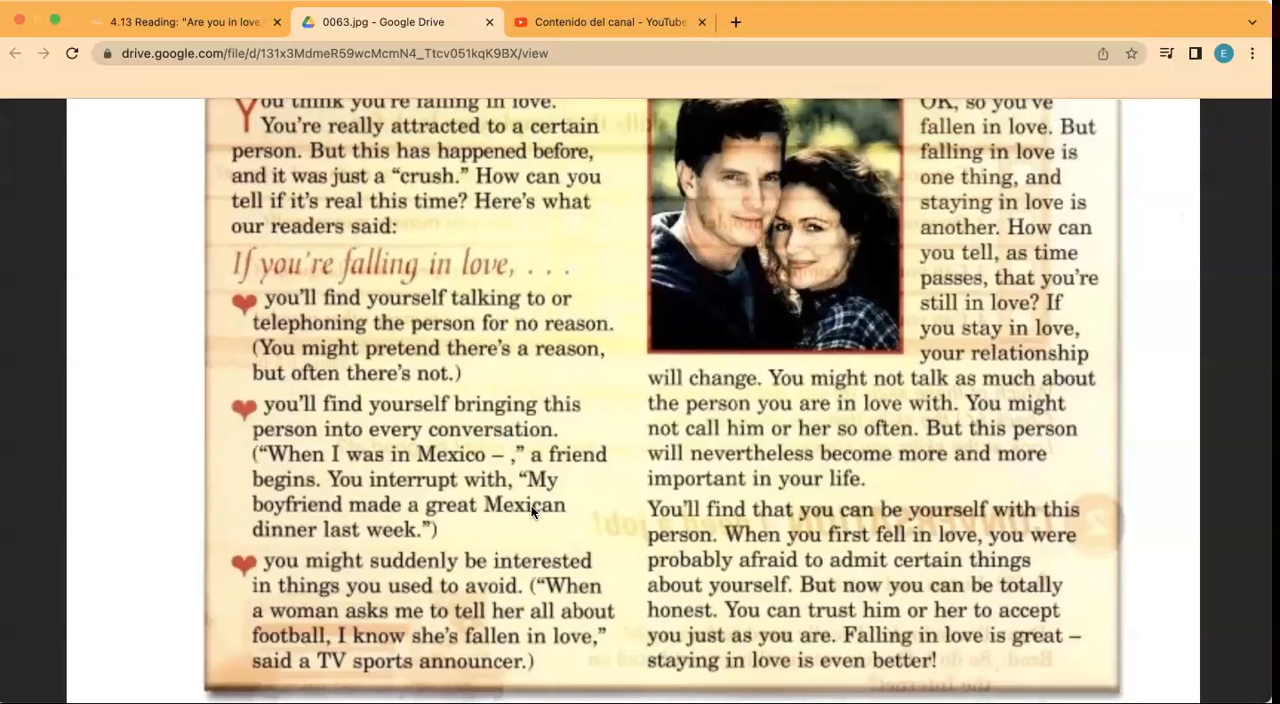 4.13 Reading: "Are you in love
0063.jpg - Google Drive
Contenido del canal - YouTube
drive.google.com/file/d/131x3MdmeR59wcMcmN4_Ttcv051kqK9BX/view
E
You think you're falling in love.
You're really attracted to a certain
person. But this has happened before,
and it was just a “crush.” How can you
tell if it's real this time? Here's what
our readers said:
If you're falling in love, . . .
you'll find yourself talking to or
telephoning the person for no reason.
(You might pretend there's a reason,
but often there's not.)
you'll find yourself bringing this
person into every conversation.
(“When I was in Mexico – ,” a friend
begins. You interrupt with, “My
boyfriend made a great Mexican
dinner last week.”)
you might suddenly be interested
in things you used to avoid. (“When
a woman asks me to tell her all about
football, I know she's fallen in love,”
said a TV sports announcer.)
OK, so you've
fallen in love. But
falling in love is
one thing, and
staying in love is
another. How can
you tell, as time
passes, that you're
still in love? If
you stay in love,
your relationship
will change. You might not talk as much about
the person you are in love with. You might
not call him or her so often. But this person
will nevertheless become more and more
important in your life.
You'll find that you can be yourself with this
person. When you first fell in love, you were
probably afraid to admit certain things
about yourself. But now you can be totally
honest. You can trust him or her to accept
you just as you are. Falling in love is great –
staying in love is even better!